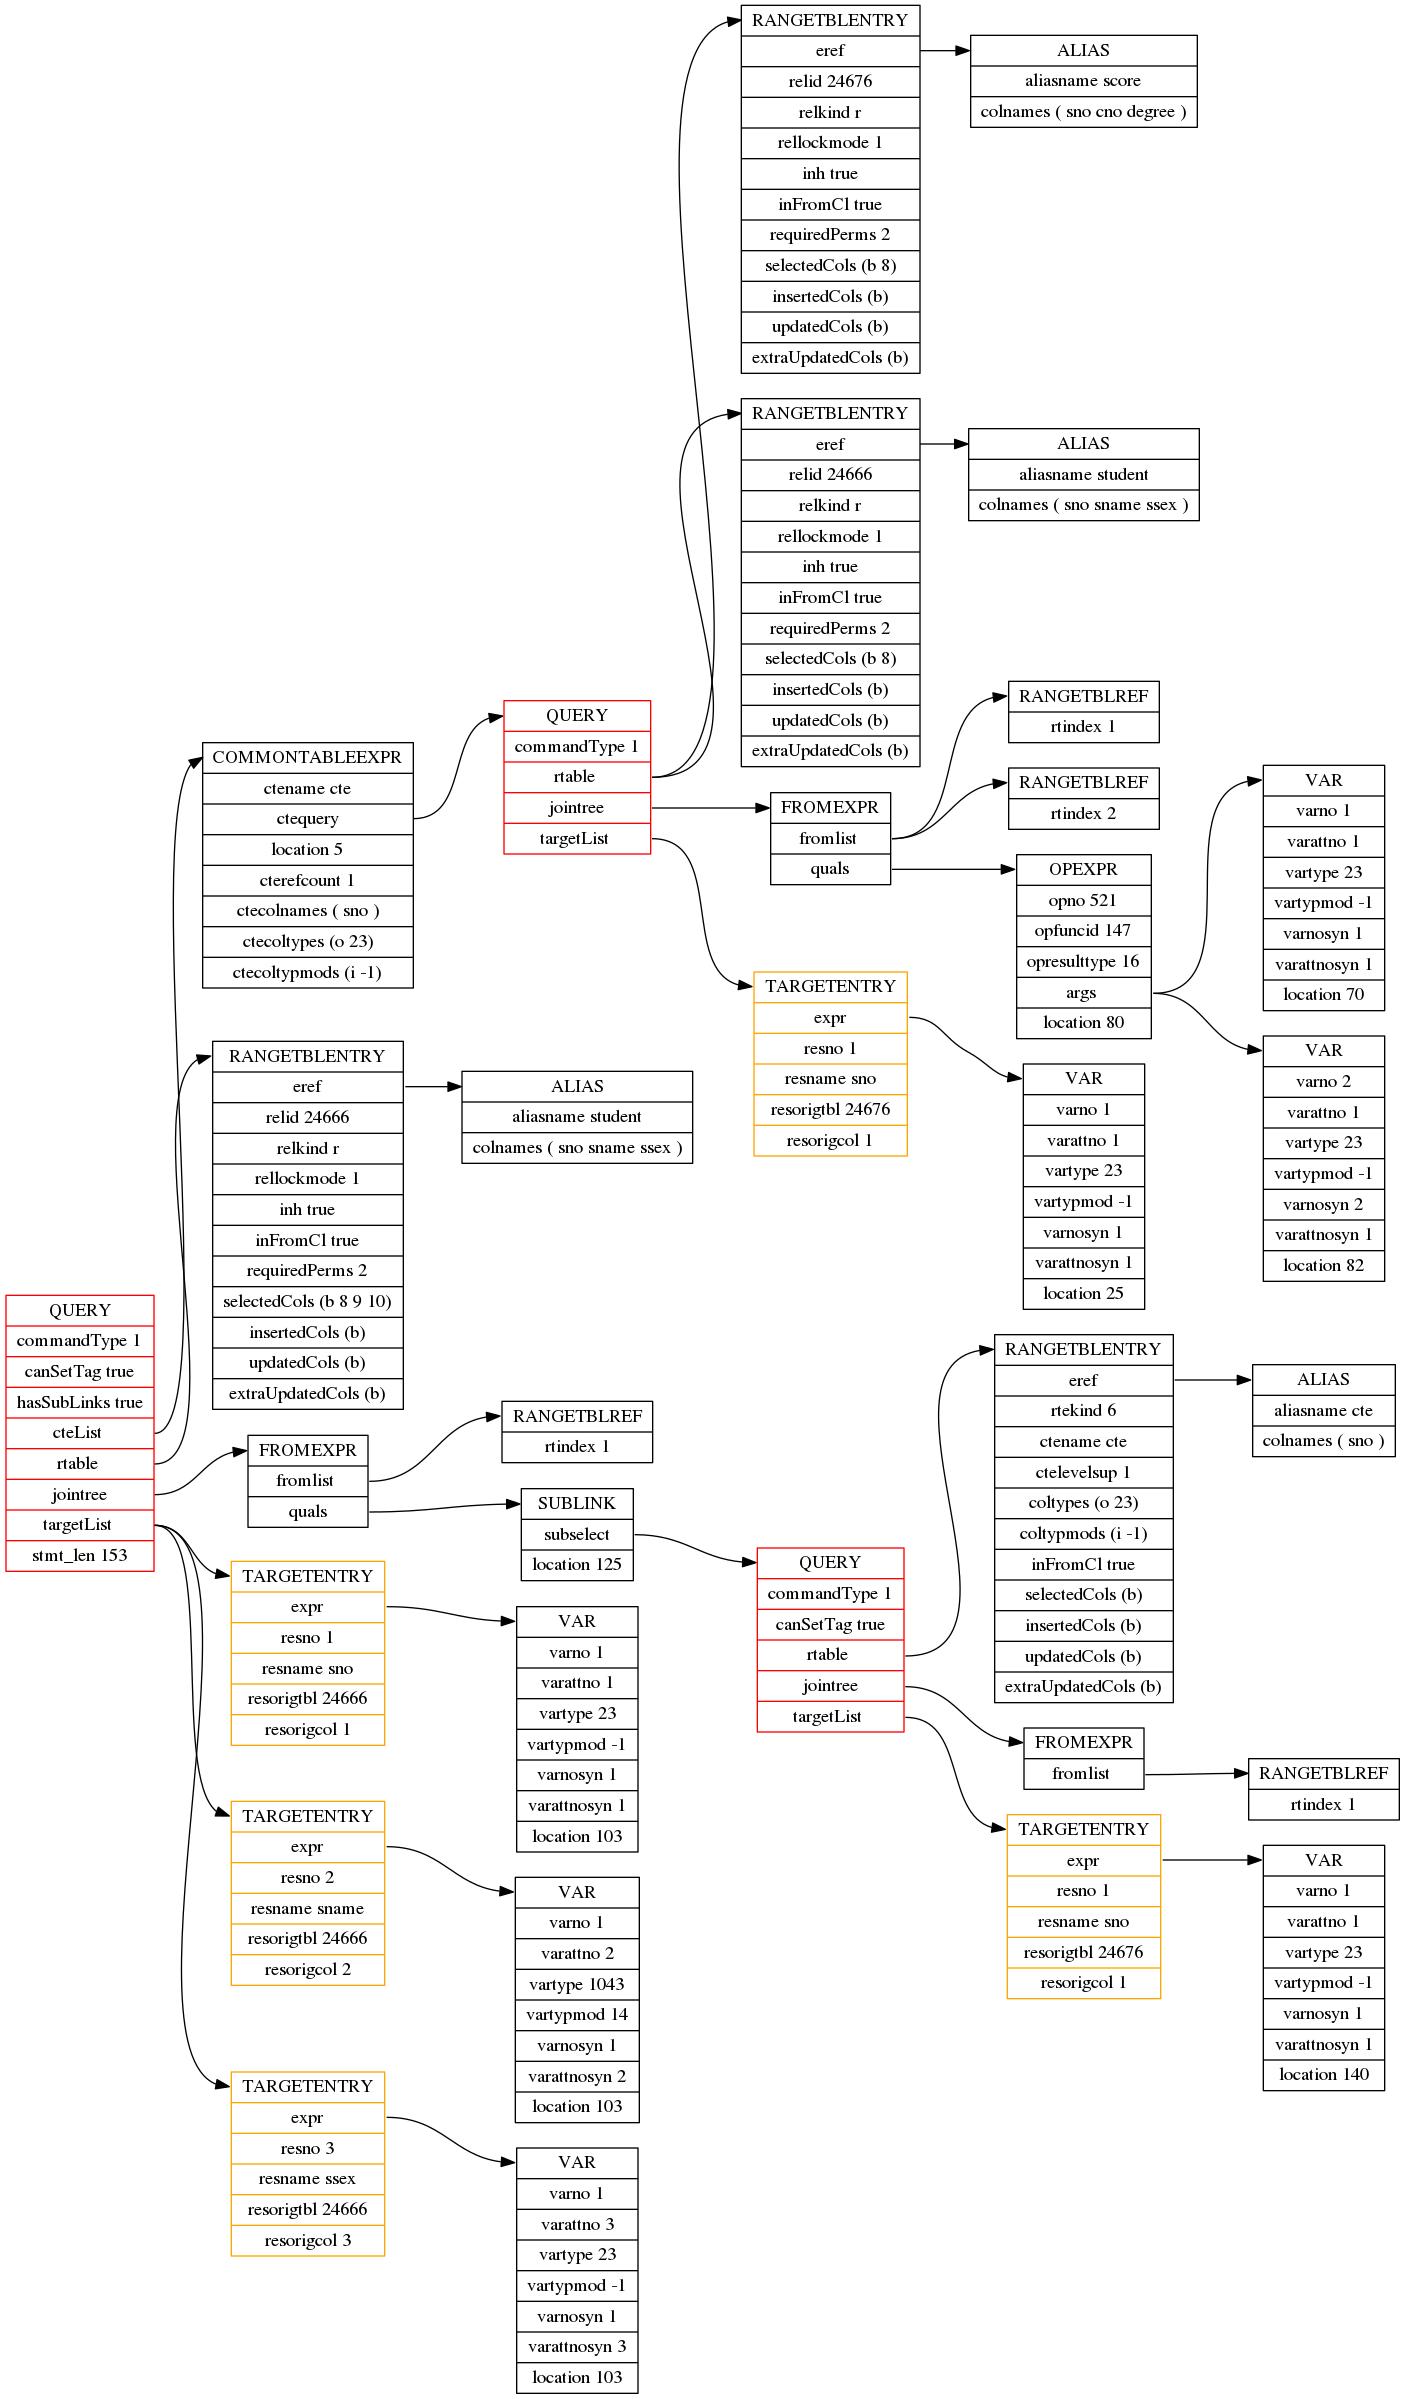 RANGETBLENTRY
eref
relid 24676
relkind r
rellockmode 1
inh true
inFromCl true
requiredPerms 2
selectedCols (b 8)
insertedCols (b)
updatedCols (b)
extraUpdatedCols (b)
ALIAS
aliasname score
colnames ( sno cno degree )
RANGETBLENTRY
eref
relid 24666
relkind r
rellockmode 1
inh true
inFromCl true
requiredPerms 2
selectedCols (b 8)
insertedCols (b)
updatedCols (b)
extraUpdatedCols (b)
ALIAS
aliasname student
colnames ( sno sname ssex )
COMMONTABLEEXPR
ctename cte
ctequery
location 5
cterefcount 1
ctecolnames ( sno )
ctecoltypes (o 23)
ctecoltypmods (i -1)
QUERY
commandType 1
rtable
jointree
targetList
FROMEXPR
fromlist
quals
RANGETBLREF
rtindex 1
RANGETBLREF
rtindex 2
OPEXPR
opno 521
opfuncid 147
opresulttype 16
args
location 80
VAR
varno 1
varattno 1
vartype 23
vartypmod -1
varnosyn 1
varattnosyn 1
location 70
VAR
varno 2
varattno 1
vartype 23
vartypmod -1
varnosyn 2
varattnosyn 1
location 82
TARGETENTRY
expr
resno 1
resname sno
resorigtbl 24676
resorigcol 1
VAR
varno 1
varattno 1
vartype 23
vartypmod -1
varnosyn 1
varattnosyn 1
location 25
RANGETBLENTRY
eref
relid 24666
relkind r
rellockmode 1
inh true
inFromCl true
requiredPerms 2
selectedCols (b 8 9 10)
insertedCols (b)
updatedCols (b)
extraUpdatedCols (b)
ALIAS
aliasname student
colnames ( sno sname ssex )
QUERY
commandType 1
canSetTag true
hasSubLinks true
cteList
rtable
jointree
targetList
stmt_len 153
FROMEXPR
fromlist
quals
RANGETBLREF
rtindex 1
SUBLINK
subselect
location 125
QUERY
commandType 1
canSetTag true
rtable
jointree
targetList
RANGETBLENTRY
eref
rtekind 6
ctename cte
ctelevelsup 1
coltypes (o 23)
coltypmods (i -1)
inFromCl true
selectedCols (b)
insertedCols (b)
updatedCols (b)
extraUpdatedCols (b)
ALIAS
aliasname cte
colnames ( sno )
FROMEXPR
fromlist
RANGETBLREF
rtindex 1
TARGETENTRY
expr
resno 1
resname sno
resorigtbl 24676
resorigcol 1
VAR
varno 1
varattno 1
vartype 23
vartypmod -1
varnosyn 1
varattnosyn 1
location 140
TARGETENTRY
expr
resno 1
resname sno
resorigtbl 24666
resorigcol 1
VAR
varno 1
varattno 1
vartype 23
vartypmod -1
varnosyn 1
varattnosyn 1
location 103
TARGETENTRY
expr
resno 2
resname sname
resorigtbl 24666
resorigcol 2
VAR
varno 1
varattno 2
vartype 1043
vartypmod 14
varnosyn 1
varattnosyn 2
location 103
TARGETENTRY
expr
resno 3
resname ssex
resorigtbl 24666
resorigcol 3
VAR
varno 1
varattno 3
vartype 23
vartypmod -1
varnosyn 1
varattnosyn 3
location 103